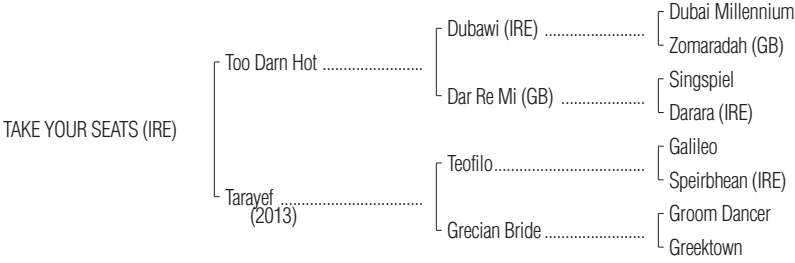 Dubai Millennium
Dubawi (IRE) ........................
Zomaradah (GB)
Too Darn Hot ........................
Singspiel
Dar Re Mi (GB) ....................
Darara (IRE)
TAKE YOUR SEATS (IRE)
Galileo
Teofilo....................................
Speirbhean (IRE)
Tarayef ..................................
(2013)
Groom Dancer
Grecian Bride ........................
Greektown